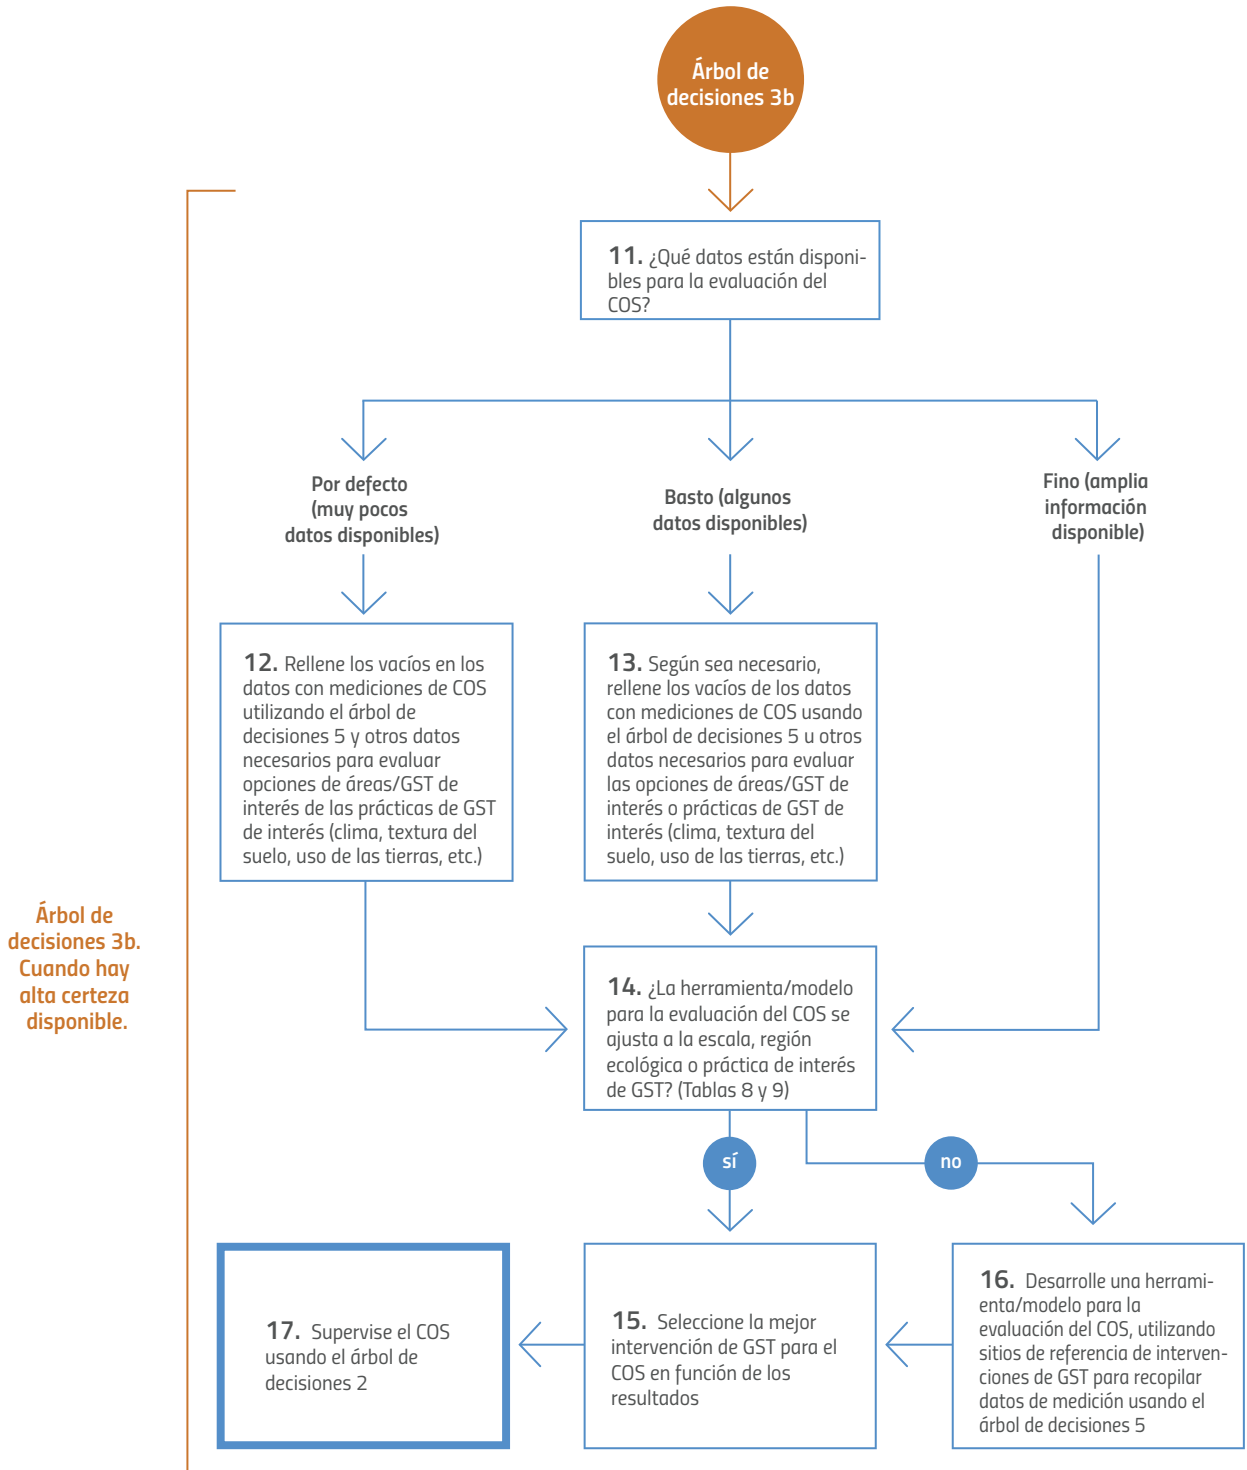 Árbol de
decisiones 3b
11. ¿Qué datos están disponi-
bles para la evaluación del
COS?
Por defecto
(muy pocos
datos disponibles)
Basto (algunos
datos disponibles)
Fino (amplia
información
disponible)
12. Rellene los vacíos en los
datos con mediciones de COS
utilizando el árbol de
decisiones 5 y otros datos
necesarios para evaluar
opciones de áreas/GST de
interés de las prácticas de GST
de interés (clima, textura del
suelo, uso de las tierras, etc.)
13. Según sea necesario,
rellene los vacíos de los datos
con mediciones de COS usando
el árbol de decisiones 5 u otros
datos necesarios para evaluar
las opciones de áreas/GST de
interés o prácticas de GST de
interés (clima, textura del
suelo, uso de las tierras, etc.)
Árbol de
decisiones 3b.
Cuando hay
alta certeza
disponible.
14. ¿La herramienta/modelo
para la evaluación del COS se
ajusta a la escala, región
ecológica o práctica de interés
de GST? (Tablas 8 y 9)
sí
no
17. Supervise el COS
usando el árbol de
decisiones 2
15. Seleccione la mejor
intervención de GST para el
COS en función de los
resultados
16. Desarrolle una herrami-
enta/modelo para la
evaluación del COS, utilizando
sitios de referencia de interven-
ciones de GST para recopilar
datos de medición usando el
árbol de decisiones 5